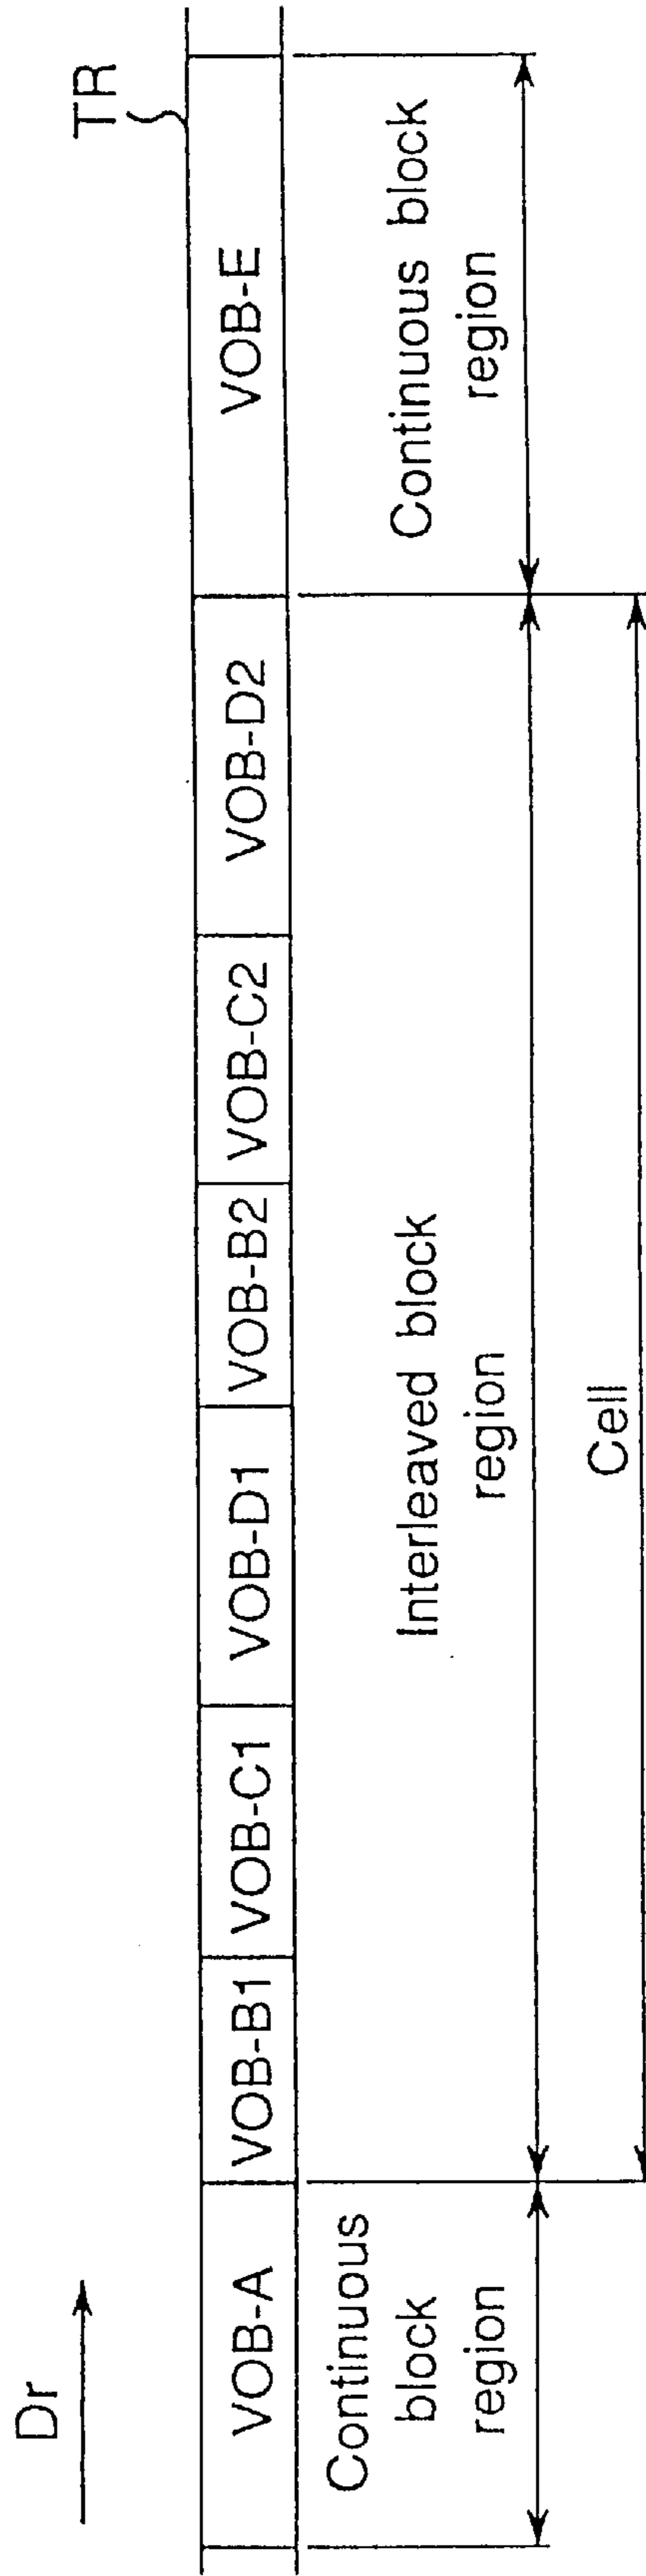 Dr
TR
VOB-A
VOB-B1
VOB-C1
VOB-D1
VOB-B2
VOB-C2
VOB-D2
VOB-E
Continuous
block
region
Interleaved block
region
Continuous block
region
Cell